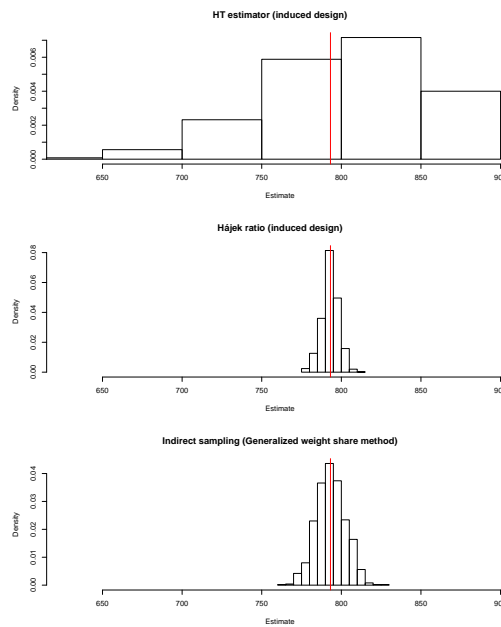 HT estimator (induced design)
Density
0.006
0.004
0.002
0.000
650 700 750 800 850 900
Estimate
Hájek ratio (induced design)
Density
0.08
0.06
0.04
0.02
0.00
650 700 750 800 850 900
Estimate
Indirect sampling (Generalized weight share method)
Density
0.04
0.03
0.02
0.01
0.00
650 700 750 800 850 900
Estimate